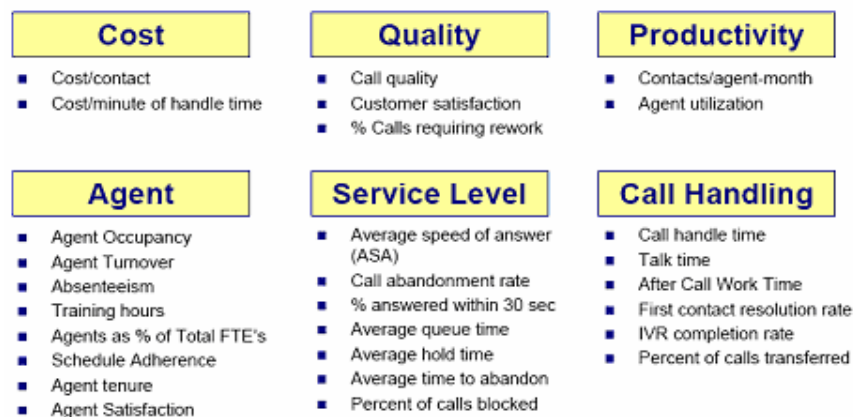 Cost
Cost/contact
Cost/minute of handle time
Quality
Call quality
Customer satisfaction
% Calls requiring rework
Productivity
Contacts/agent-month
Agent utilization
Agent
Agent Occupancy
Agent Turnover
Absenteeism
Training hours
Agents as % of Total FTE's
Schedule Adherence
Agent tenure
Agent Satisfaction
Service Level
Average speed of answer
(ASA)
Call abandonment rate
% answered within 30 sec
Average queue time
Average hold time
Average time to abandon
Percent of calls blocked
Call Handling
Call handle time
Talk time
After Call Work Time
First contact resolution rate
IVR completion rate
Percent of calls transferred